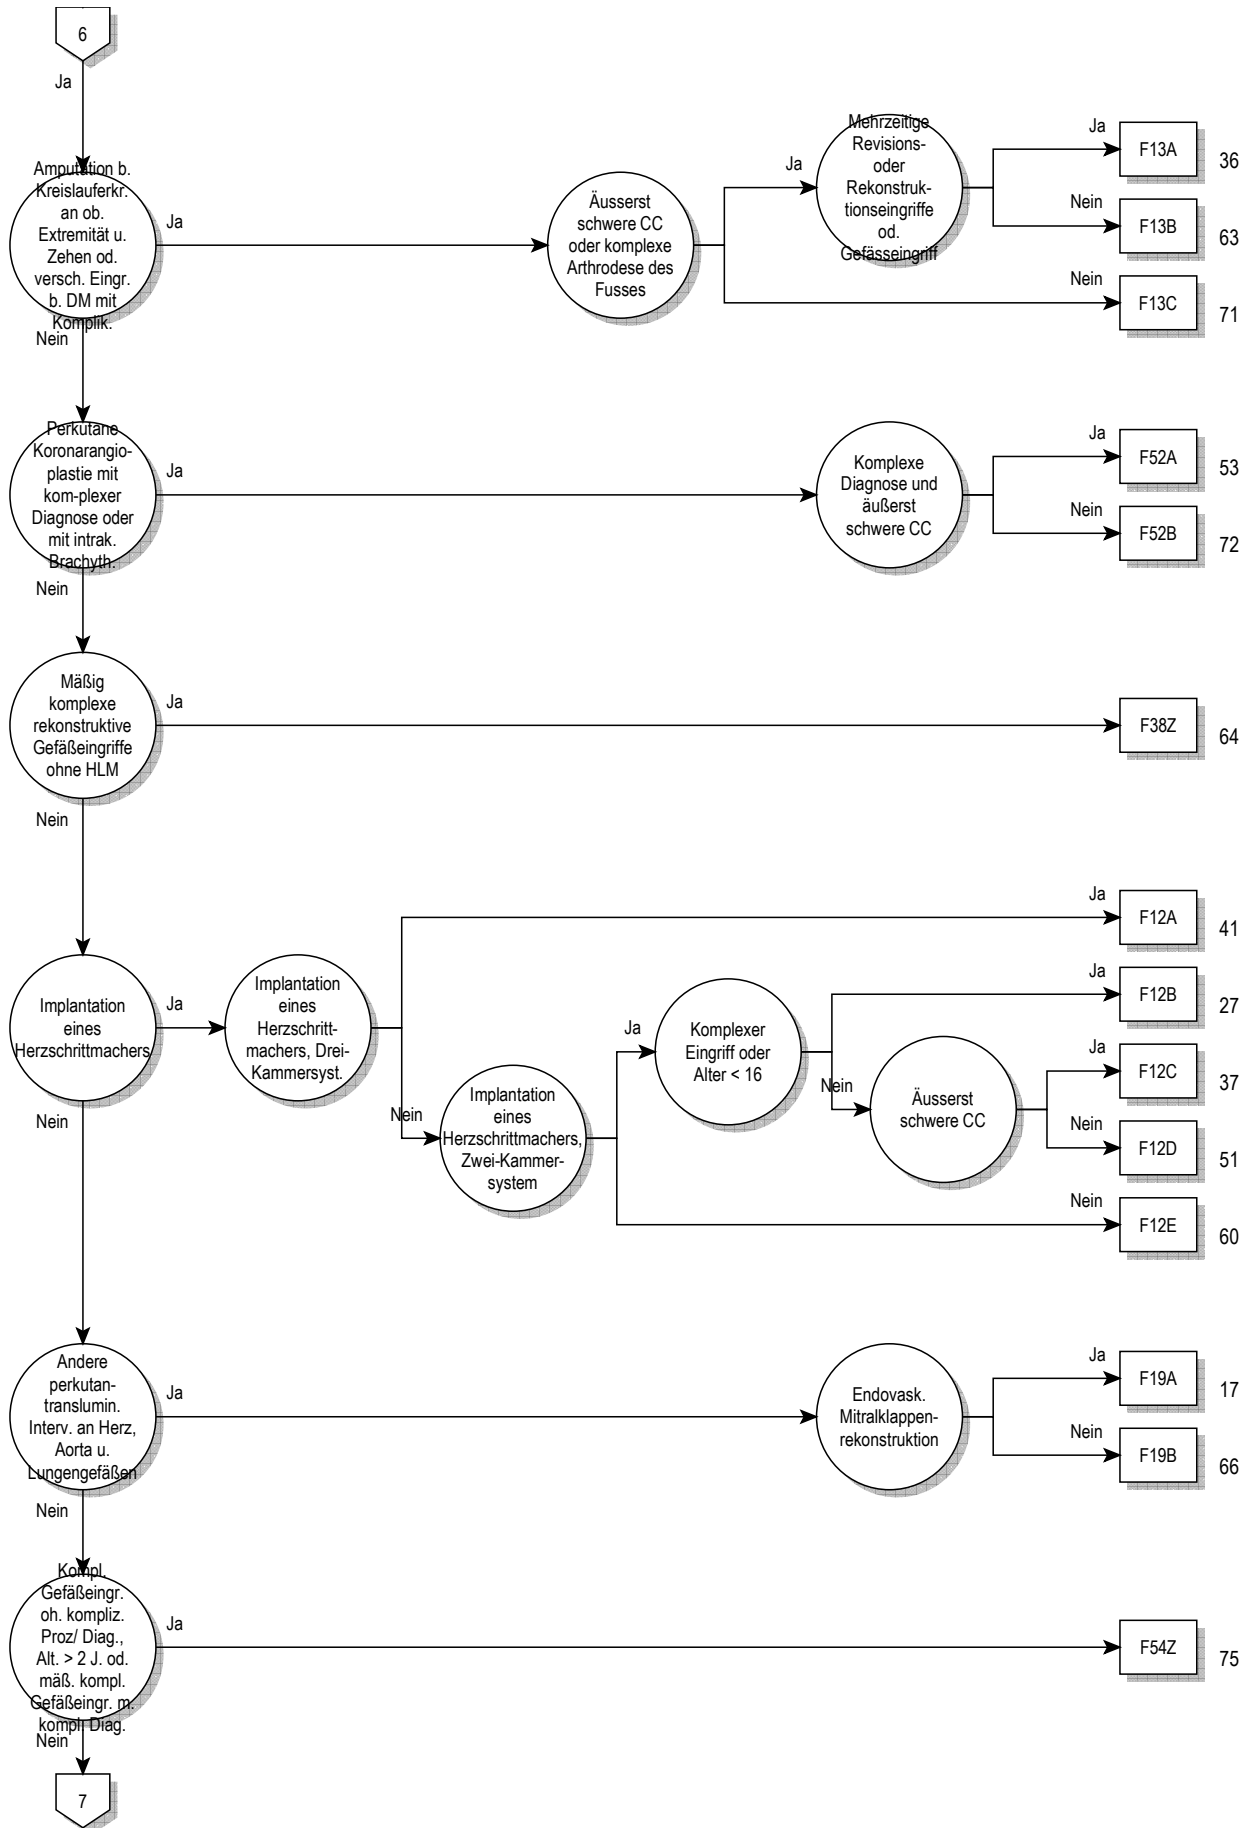 6
Ja
Amputation b.
Kreislauferkr.
an ob.
Extremität u.
Zehen od.
versch. Eingr.
b. DM mit
Komplik.
Ja
Nein
Äusserst
schwere CC
oder komplexe
Arthrodese des
Fusses
Ja
Nein
Mehrzeitige
Revisions-
oder
Rekonstruk-
tionseingriffe
od.
Gefässeingriff
Ja
F13A
36
Nein
F13B
63
F13C
71
Perkutane
Koronarangio-
plastie mit
kom-plexer
Diagnose oder
mit intrak.
Brachyth.
Ja
Nein
Komplexe
Diagnose und
äußerst
schwere CC
Ja
F52A
53
Nein
F52B
72
Mäßig
komplexe
rekonstruktive
Gefäßeingriffe
ohne HLM
Ja
Nein
F38Z
64
Implantation
eines
Herzschrittmachers
Ja
Nein
Implantation
eines
Herzschritt-
machers, Drei-
Kammersyst.
Ja
F12A
41
Nein
Implantation
eines
Herzschrittmachers,
Zwei-Kammer-
system
Ja
Komplexer
Eingriff oder
Alter < 16
Ja
F12B
27
Nein
Äusserst
schwere CC
Ja
F12C
37
Nein
F12D
51
Nein
F12E
60
Andere
perkutan-
translumin.
Interv. an Herz,
Aorta u.
Lungengefäßen
Ja
Nein
Endovask.
Mitralklappen-
rekonstruktion
Ja
F19A
17
Nein
F19B
66
Kompl.
Gefäßeingr.
oh. kompliz.
Proz/ Diag.,
Alt. > 2 J. od.
mäß. kompl.
Gefäßeingr. m.
kompl. Diag.
Ja
Nein
F54Z
75
7